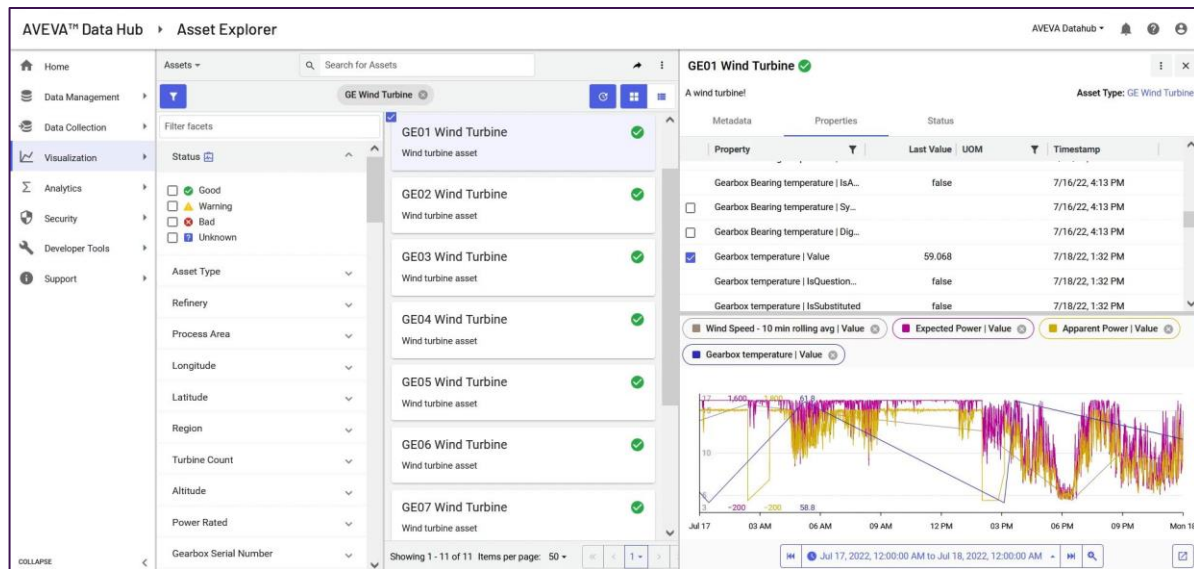 AVEVA™ Data Hub ▸ Asset Explorer
AVEVA Datahub
Home
Data Management
Data Collection
Visualization
Analytics
Security
Developer Tools
Support
COLLAPSE
Assets
Search for Assets
GE Wind Turbine
Filter facets
Status
Good
Warning
Bad
Unknown
Asset Type
Refinery
Process Area
Longitude
Latitude
Region
Turbine Count
Altitude
Power Rated
Gearbox Serial Number
GE01 Wind Turbine
Wind turbine asset
GE02 Wind Turbine
Wind turbine asset
GE03 Wind Turbine
Wind turbine asset
GE04 Wind Turbine
Wind turbine asset
GE05 Wind Turbine
Wind turbine asset
GE06 Wind Turbine
Wind turbine asset
GE07 Wind Turbine
Wind turbine asset
Showing 1 - 11 of 11 Items per page: 50
1
GE01 Wind Turbine
A wind turbine!
Asset Type: GE Wind Turbine
Metadata Properties Status
Property Last Value UOM Timestamp
Gearbox Bearing temperature | IsA... false 7/16/22, 4:13 PM
Gearbox Bearing temperature | Sy... 7/16/22, 4:13 PM
Gearbox Bearing temperature | Dig... 7/16/22, 4:13 PM
Gearbox temperature | Value 59.068 7/18/22, 1:32 PM
Gearbox temperature | IsQuestion... false 7/18/22, 1:32 PM
Gearbox temperature | IsSubstituted false 7/18/22, 1:32 PM
Wind Speed - 10 min rolling avg | Value Expected Power | Value Apparent Power | Value
Gearbox temperature | Value
17 1,600 61.8
10
3 -200 -200 58.8
Jul 17 03 AM 06 AM 09 AM 12 PM 03 PM 06 PM 09 PM Mon 18
Jul 17, 2022, 12:00:00 AM to Jul 18, 2022, 12:00:00 AM